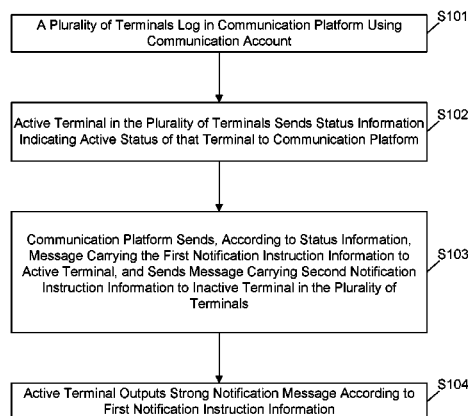 A Plurality of Terminals Log in Communication Platform Using
Communication Account
S101
Active Terminal in the Plurality of Terminals Sends Status Information
Indicating Active Status of that Terminal to Communication Platform
S102
Communication Platform Sends, According to Status Information,
Message Carrying the First Notification Instruction Information to
Active Terminal, and Sends Message Carrying Second Notification
Instruction Information to Inactive Terminal in the Plurality of
Terminals
S103
Active Terminal Outputs Strong Notification Message According to
First Notification Instruction Information
S104